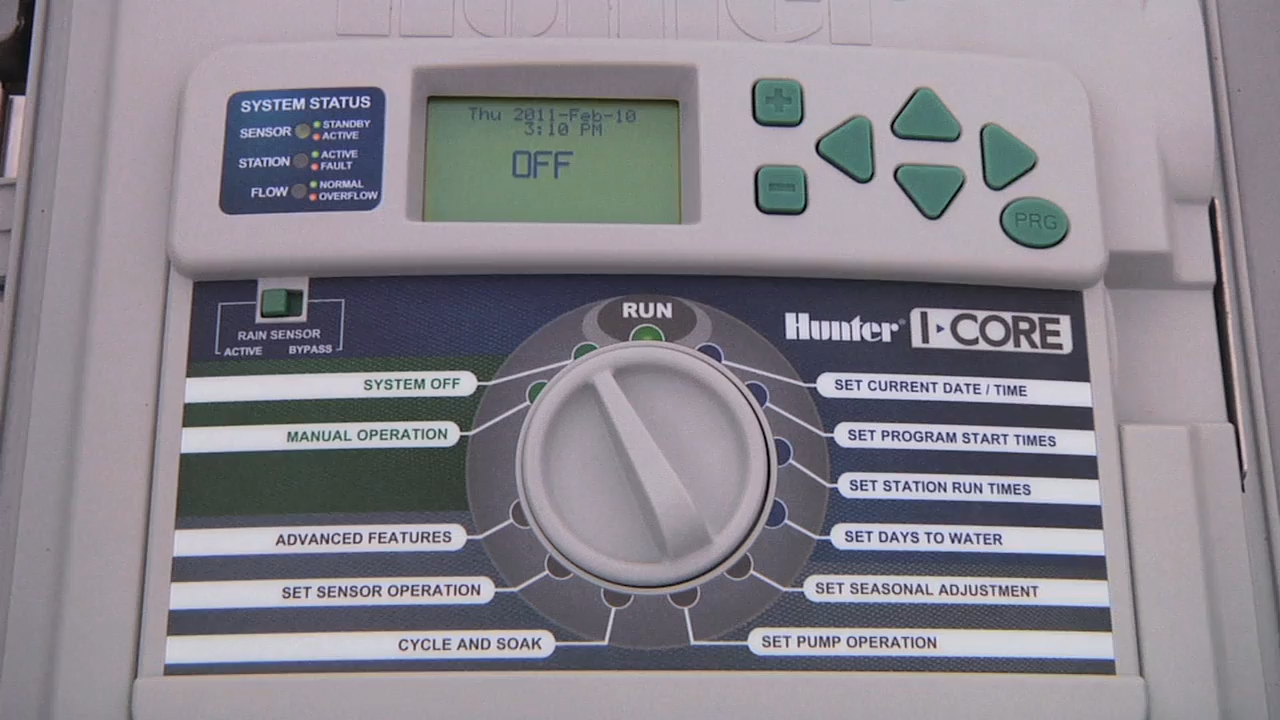 Hunter
SYSTEM STATUS
SENSOR
STANDBY
ACTIVE
STATION
ACTIVE
FAULT
FLOW
NORMAL
OVERFLOW
Thu 2011-Feb-10
3:10 PM
OFF
PRG
RAIN SENSOR
ACTIVE BYPASS
RUN
Hunter® I CORE
SYSTEM OFF
MANUAL OPERATION
ADVANCED FEATURES
SET SENSOR OPERATION
CYCLE AND SOAK
SET CURRENT DATE / TIME
SET PROGRAM START TIMES
SET STATION RUN TIMES
SET DAYS TO WATER
SET SEASONAL ADJUSTMENT
SET PUMP OPERATION